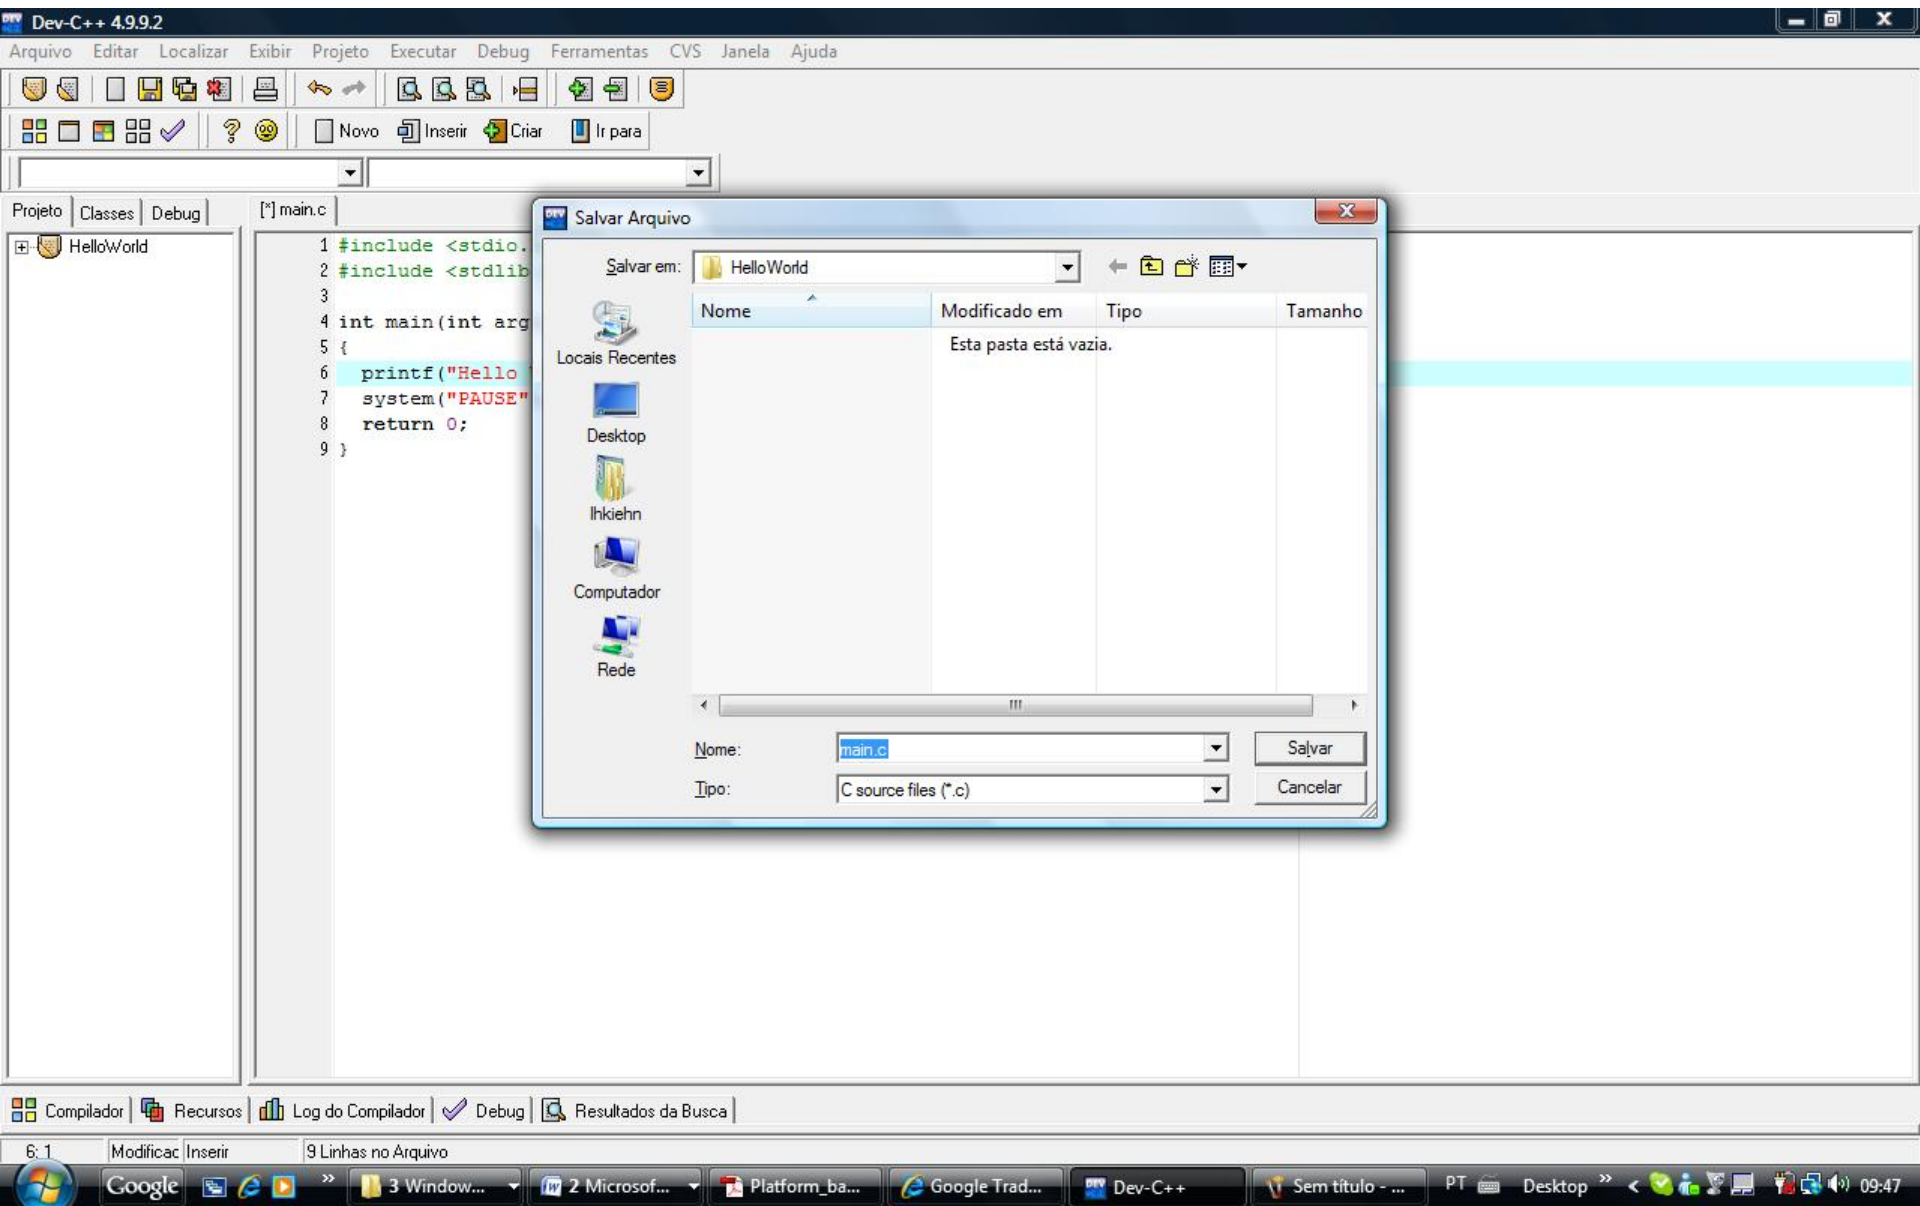 Dev-C++ 4.9.9.2
Arquivo Editar Localizar Exibir Projeto Executar Debug Ferramentas CVS Janela Ajuda
Novo Inserir Criar Ir para
Projeto Classes Debug [*] main.c
HelloWorld
1 #include <stdio.
2 #include <stdlib
3
4 int main(int arg
5 {
6 printf("Hello
7 system("PAUSE"
8 return 0;
9 }
Salvar Arquivo
Salvar em: HelloWorld
Nome Modificado em Tipo Tamanho
Esta pasta está vazia.
Locais Recentes
Desktop
lhkiehn
Computador
Rede
Nome: main.c Salvar
Tipo: C source files (*.c) Cancelar
Compilador Recursos Log do Compilador Debug Resultados da Busca
6: 1 Modificac Inserir 9 Linhas no Arquivo
Google 3 Window... 2 Microsof... Platform_ba... Google Trad... Dev-C++ Sem título - ... PT Desktop 09:47